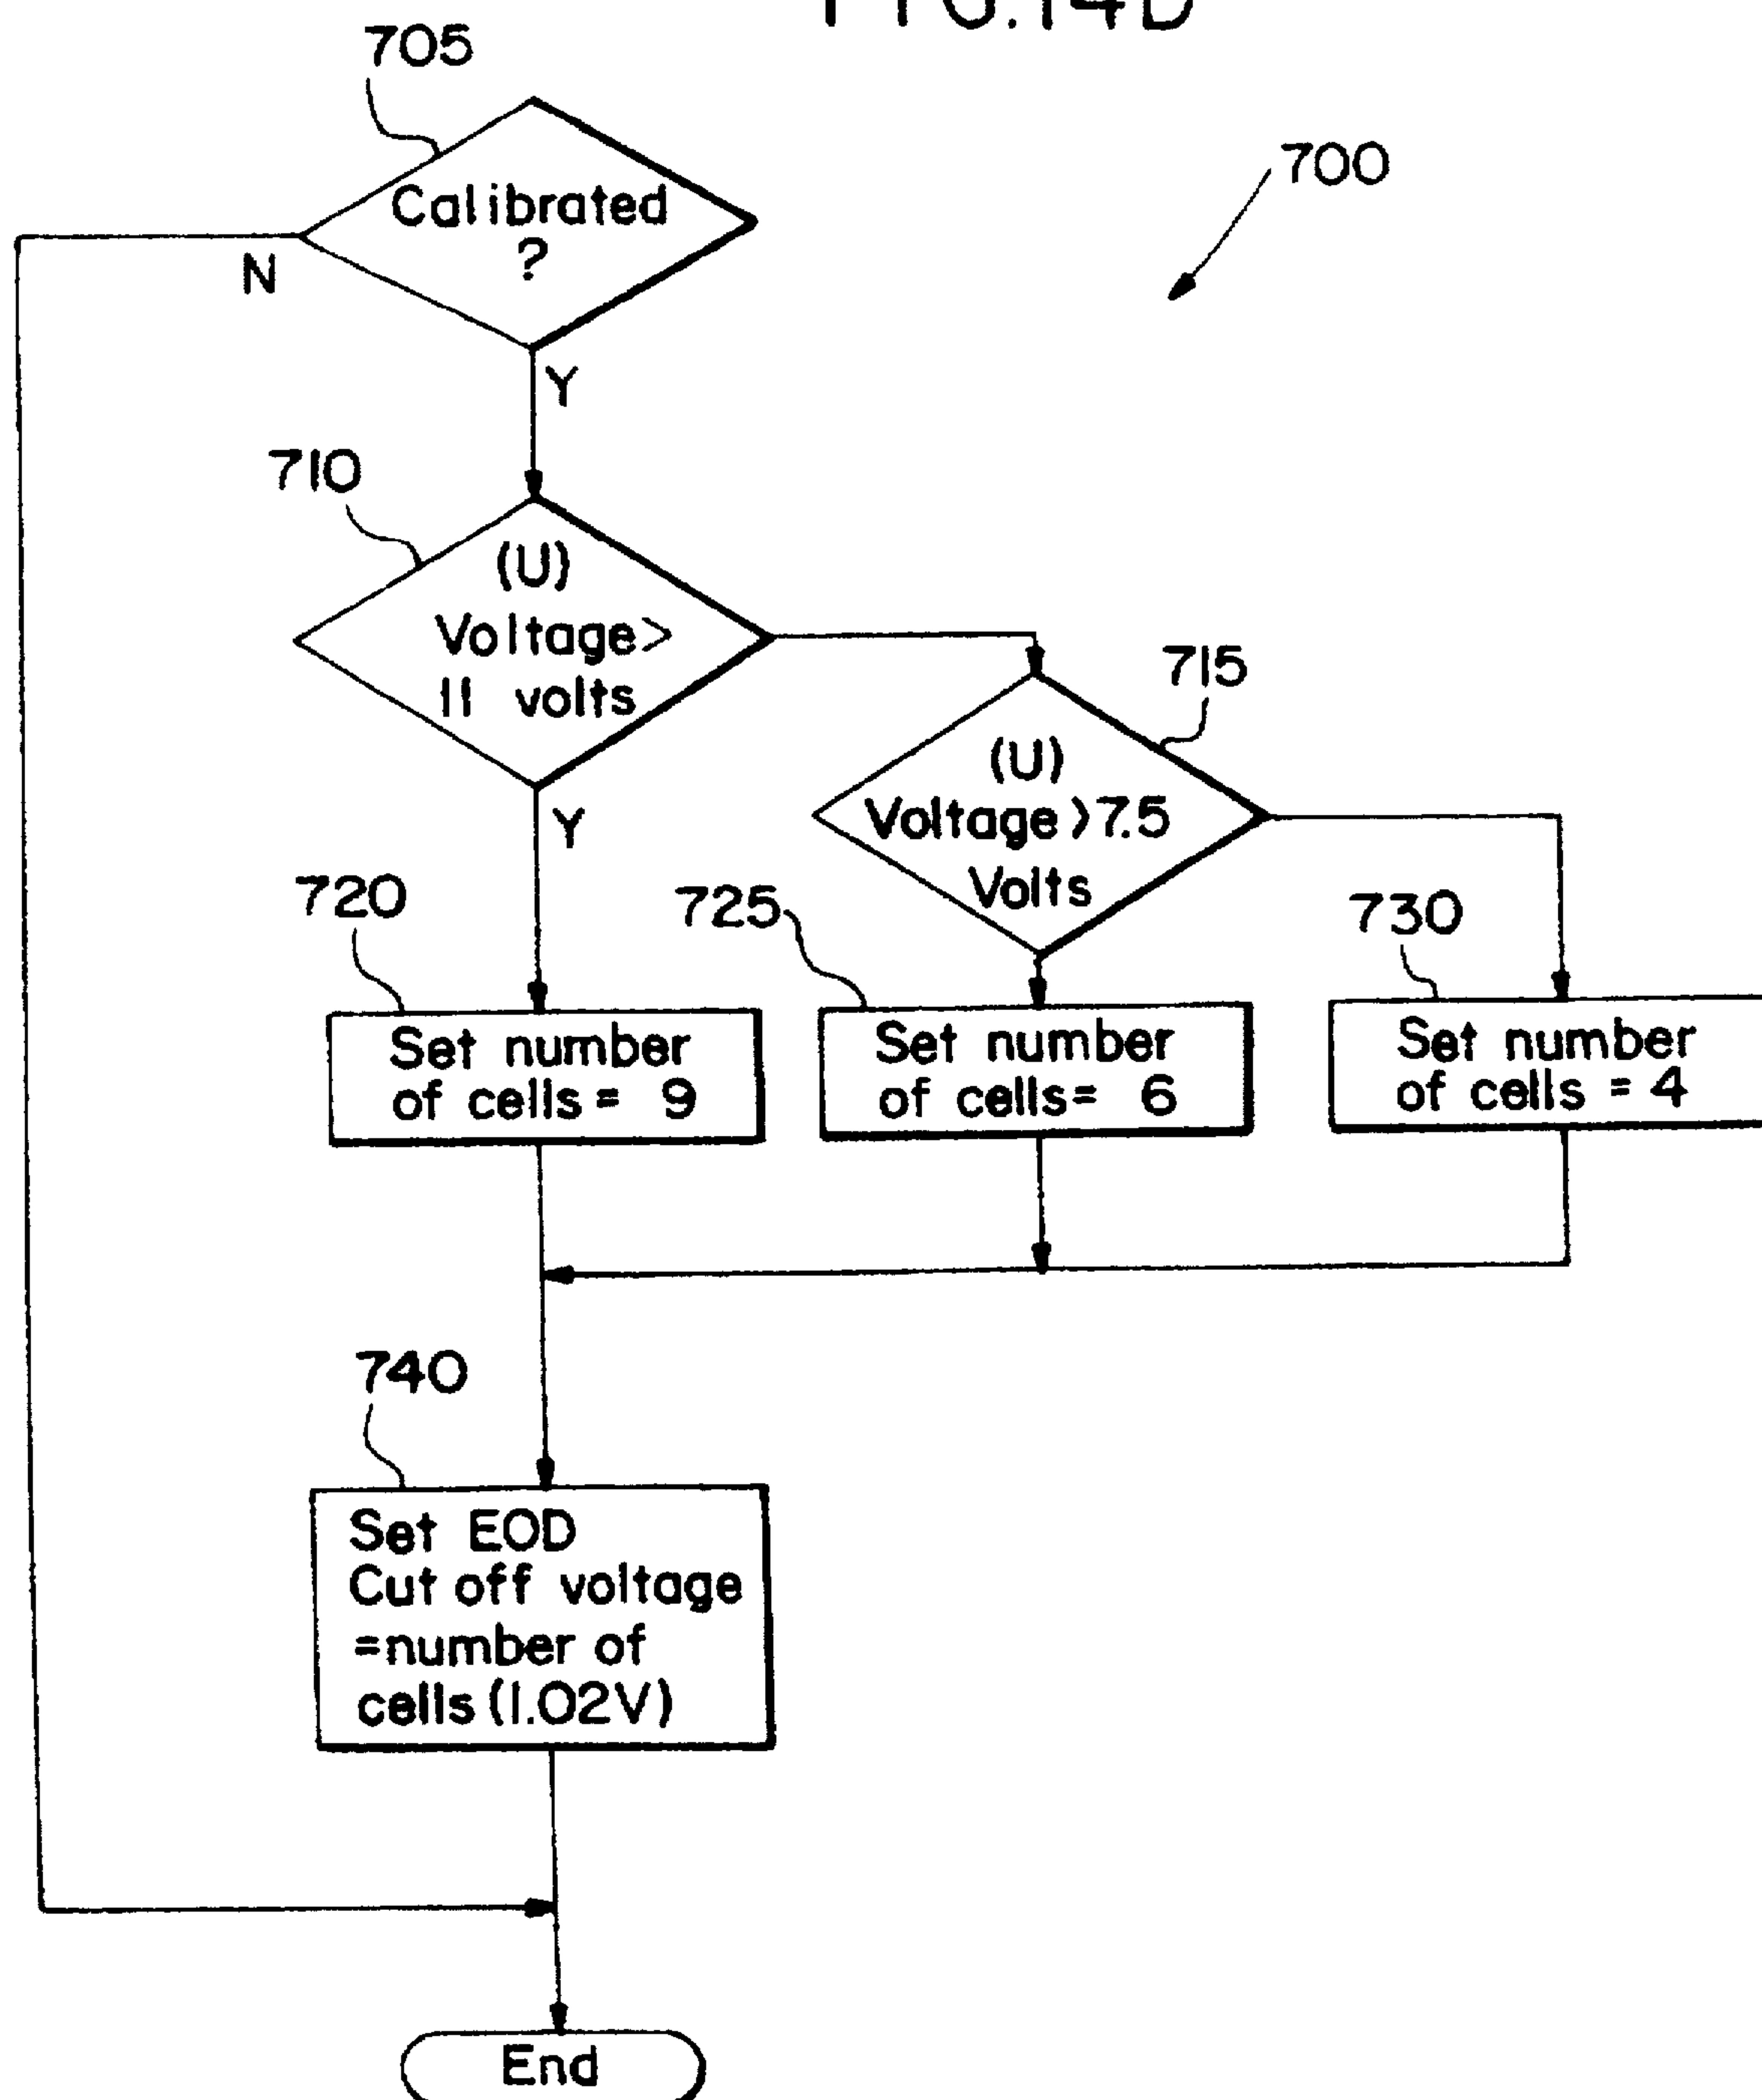 705
700
Calibrated
?
N
Y
710
(U)
Voltage>
11 volts
715
Y
(U)
Voltage>7.5
Volts
720
725
730
Set number
of cells= 9
Set number
of cells= 6
Set number
of cells = 4
740
Set EOD
Cut off voltage
=number of
cells (1.02V)
End